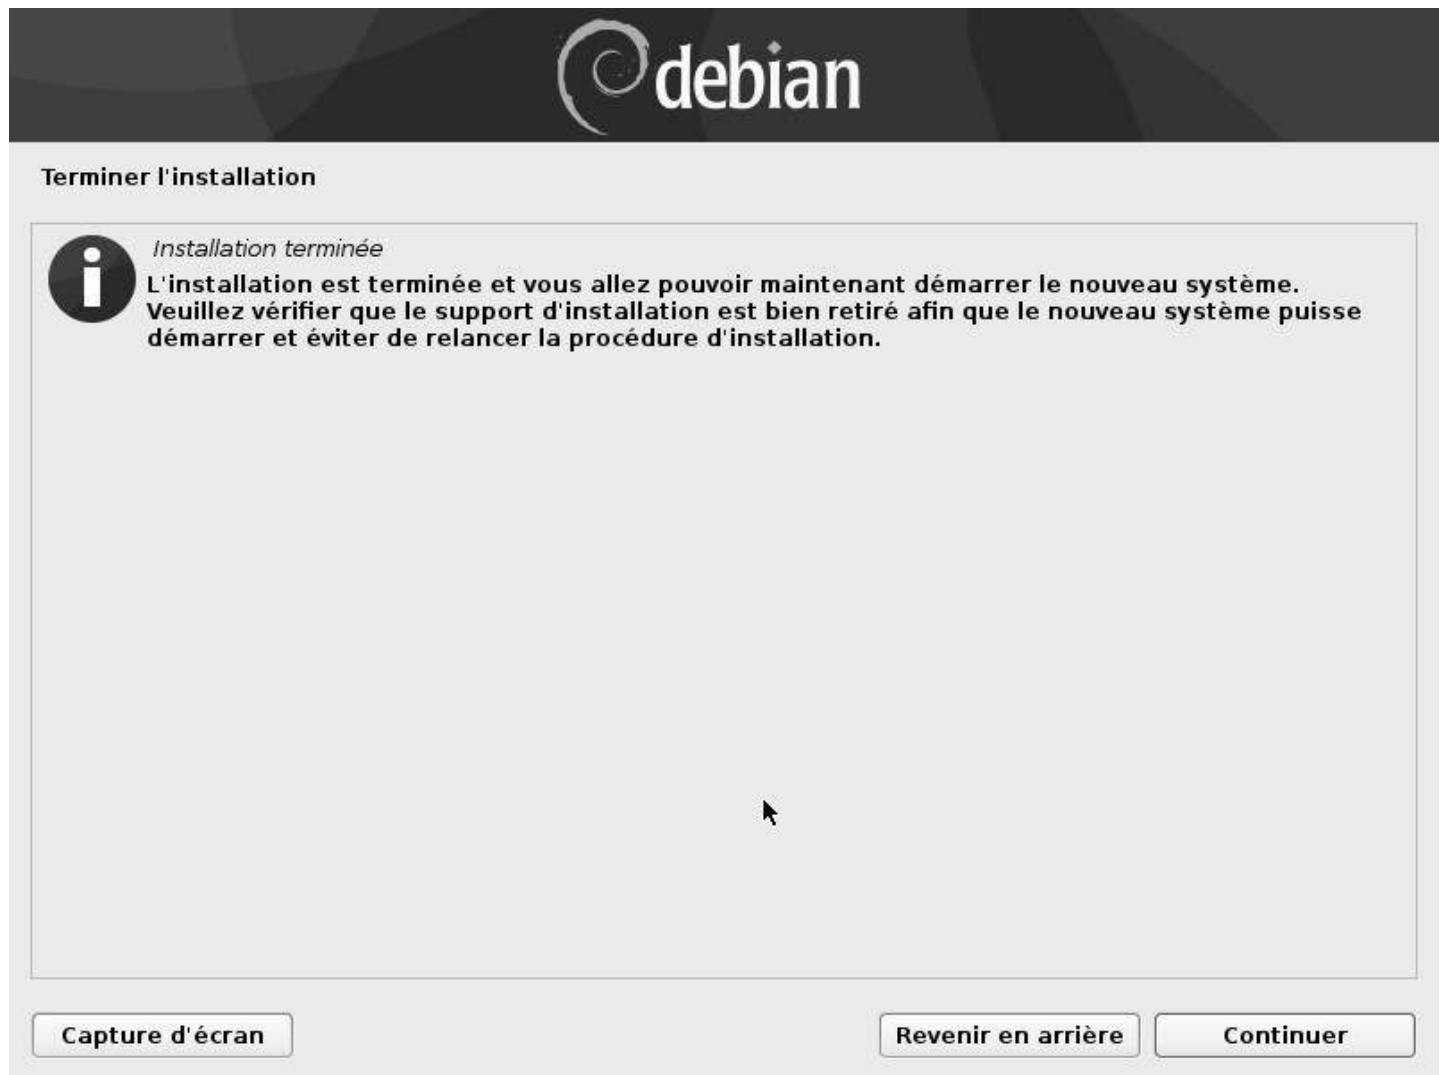 debian
Terminer l'installation
Installation terminée
L'installation est terminée et vous allez pouvoir maintenant démarrer le nouveau système.
Veuillez vérifier que le support d'installation est bien retiré afin que le nouveau système puisse
démarrer et éviter de relancer la procédure d'installation.
Capture d'écran
Revenir en arrière
Continuer